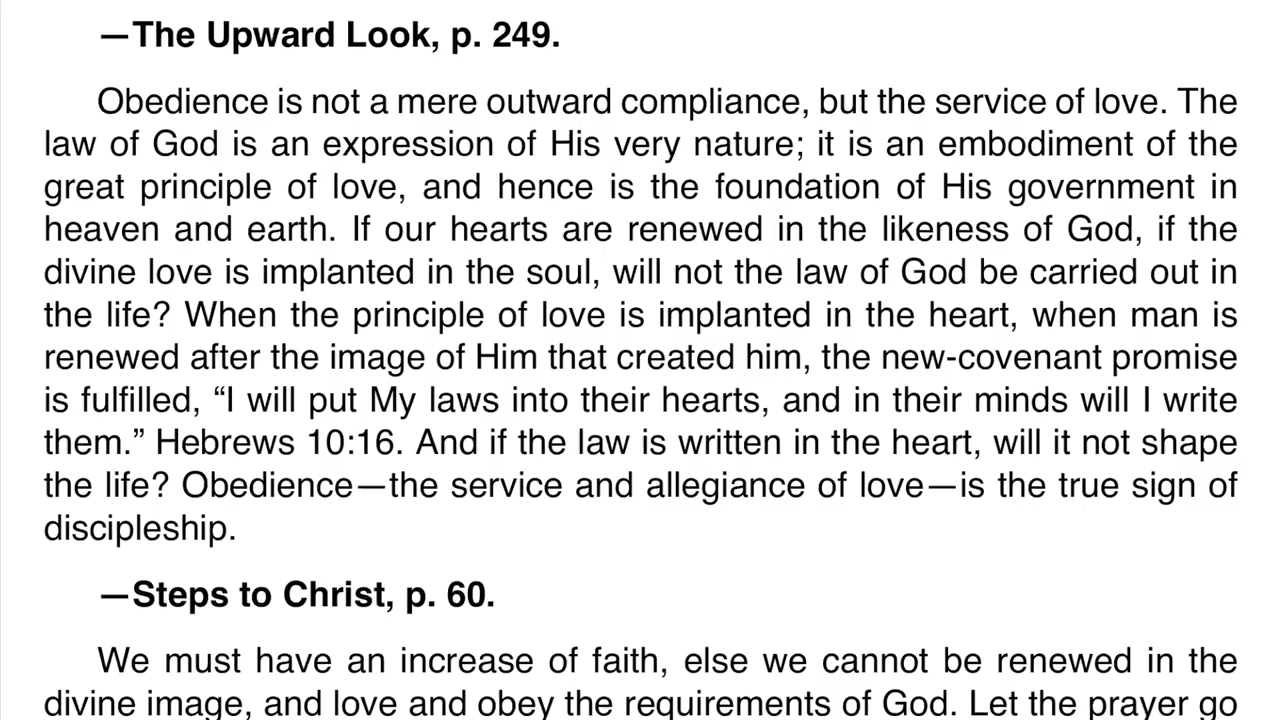 —The Upward Look, p. 249.
Obedience is not a mere outward compliance, but the service of love. The
law of God is an expression of His very nature; it is an embodiment of the
great principle of love, and hence is the foundation of His government in
heaven and earth. If our hearts are renewed in the likeness of God, if the
divine love is implanted in the soul, will not the law of God be carried out in
the life? When the principle of love is implanted in the heart, when man is
renewed after the image of Him that created him, the new-covenant promise
is fulfilled, “I will put My laws into their hearts, and in their minds will I write
them.” Hebrews 10:16. And if the law is written in the heart, will it not shape
the life? Obedience—the service and allegiance of love—is the true sign of
discipleship.
—Steps to Christ, p. 60.
We must have an increase of faith, else we cannot be renewed in the
divine image, and love and obey the requirements of God. Let the prayer go